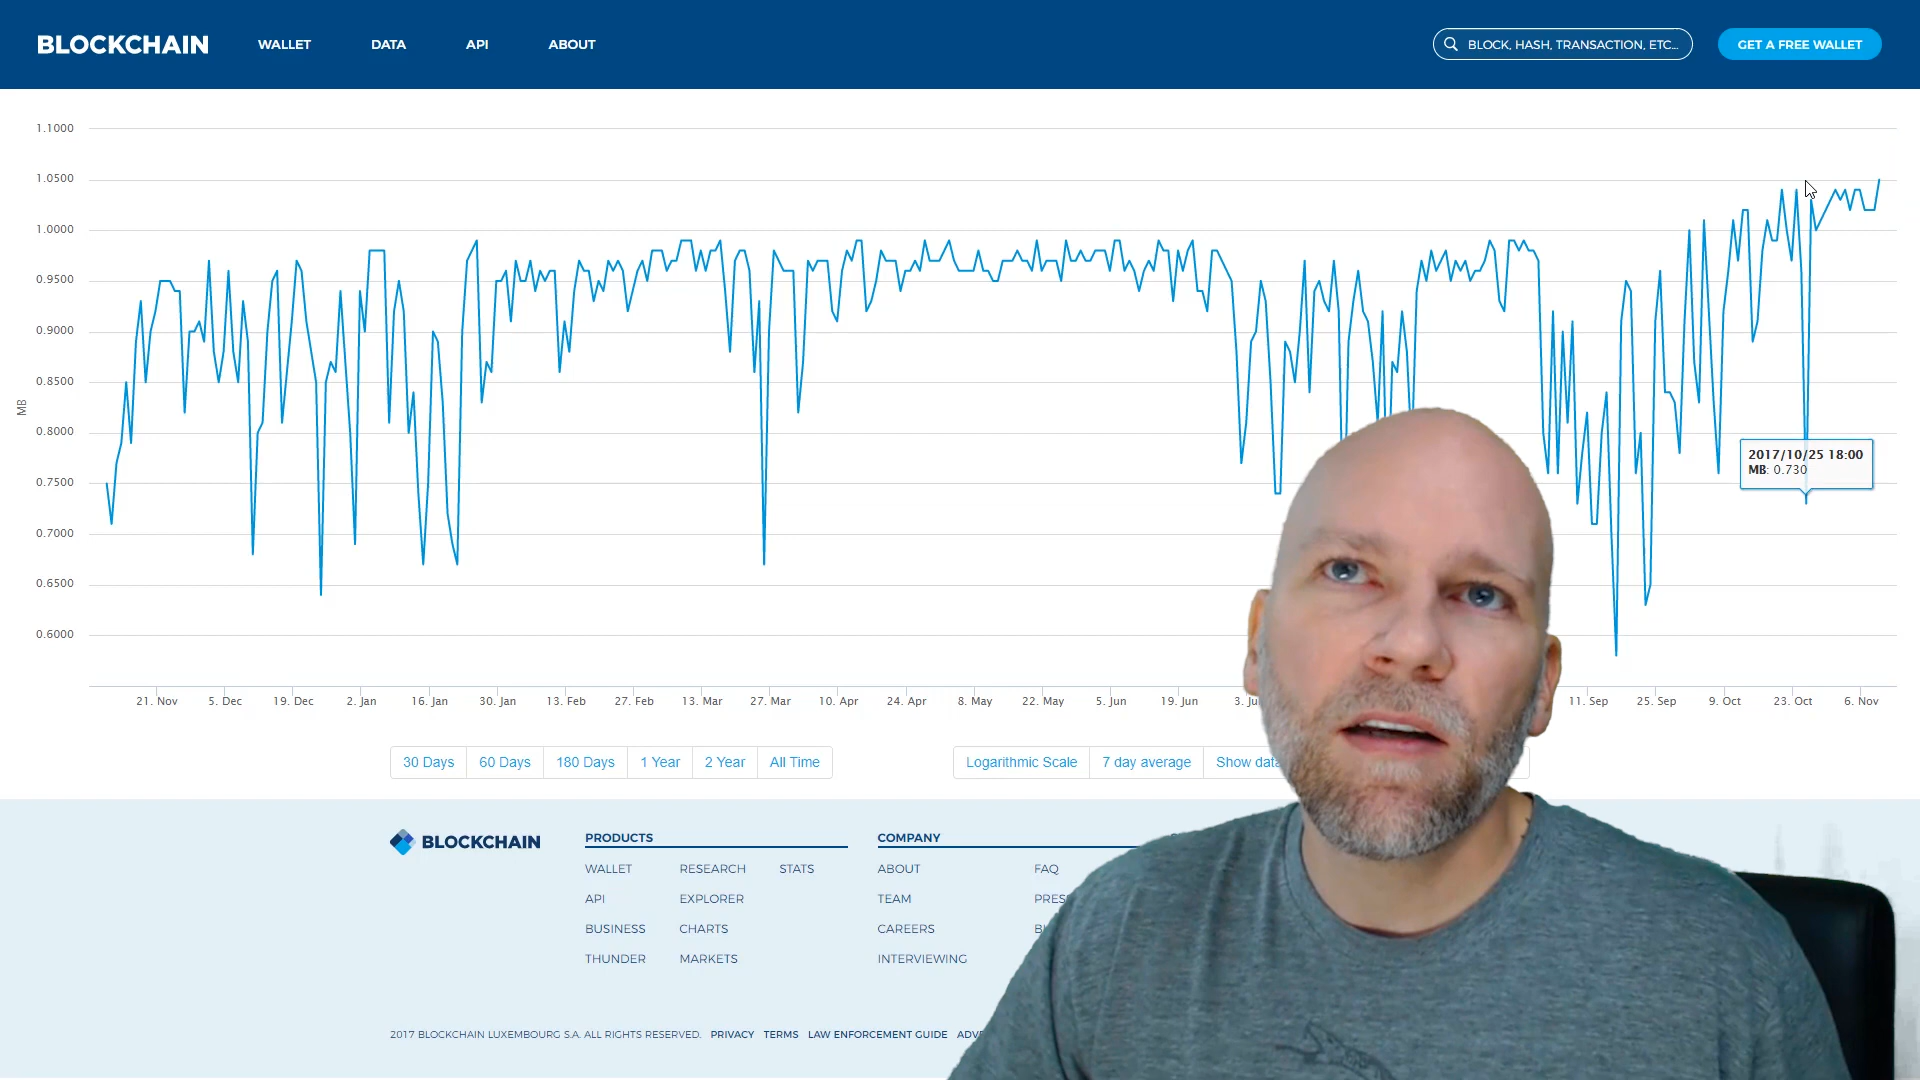 BLOCKCHAIN WALLET DATA API ABOUT BLOCK, HASH, TRANSACTION, ETC... GET A FREE WALLET
1.1000
1.0500
1.0000
0.9500
0.9000
0.8500
0.8000
0.7500
0.7000
0.6500
0.6000
MB
2017/10/25 18:00
MB: 0.730
21. Nov 5. Dec 19. Dec 2. Jan 16. Jan 30. Jan 13. Feb 27. Feb 13. Mar 27. Mar 10. Apr 24. Apr 8. May 22. May 5. Jun 19. Jun 3. 11. Sep 25. Sep 9. Oct 23. Oct 6. Nov
30 Days 60 Days 180 Days 1 Year 2 Year All Time Logarithmic Scale 7 day average Show data
BLOCKCHAIN PRODUCTS COMPANY
WALLET RESEARCH STATS ABOUT FAQ
API EXPLORER TEAM PRES
BUSINESS CHARTS CAREERS
THUNDER MARKETS INTERVIEWING
2017 BLOCKCHAIN LUXEMBOURG S.A. ALL RIGHTS RESERVED. PRIVACY TERMS LAW ENFORCEMENT GUIDE